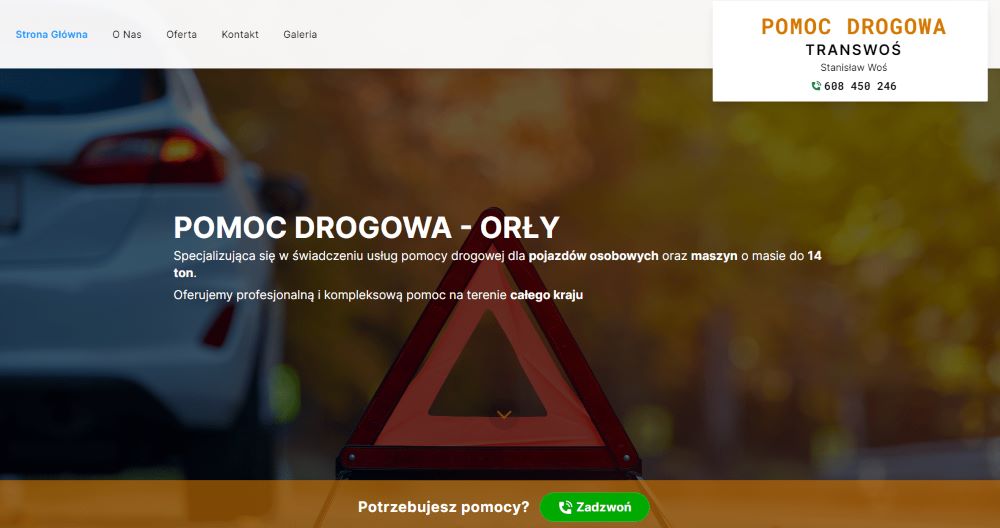 Strona Główna
O Nas
Oferta
Kontakt
Galeria
POMOC DROGOWA
TRANSWOŚ
Stanisław Woś
608 450 246
POMOC DROGOWA - ORŁY
Specjalizująca się w świadczeniu usług pomocy drogowej dla pojazdów osobowych oraz maszyn o masie do 14
ton.
Oferujemy profesjonalną i kompleksową pomoc na terenie całego kraju
Potrzebujesz pomocy?
Zadzwoń